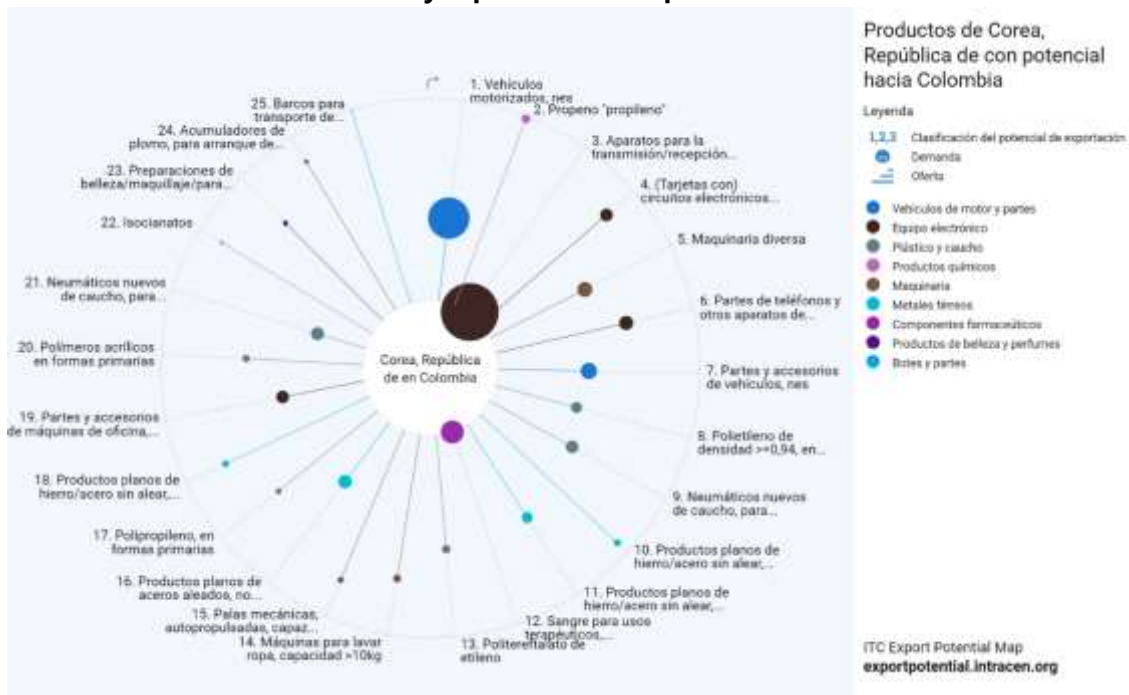 Productos de Corea,
República de con potencial
hacia Colombia
Leyenda
1,2,3 Clasificación del potencial de exportación
Demanda
Oferta
Vehículos de motor y partes
Equipo electrónico
Plástico y caucho
Productos químicos
Maquinaria
Metales férreos
Componentes farmaceúticos
Productos de belleza y perfumes
Botes y partes
ITC Export Potential Map
exportpotential.intracen.org
1. Vehículos
motorizados, nes
2. Propeno "propileno"
3. Aparatos para la
transmisión/recepción...
4. (Tarjetas con)
circuitos electrónicos...
5. Maquinaria diversa
6. Partes de teléfonos y
otros aparatos de...
7. Partes y accesorios
de vehículos, nes
8. Polietileno de
densidad >=0,94, en...
9. Neumáticos nuevos
de caucho, para...
10. Productos planos de
hierro/acero sin alear,...
11. Productos planos de
hierro/acero sin alear,...
12. Sangre para usos
terapéuticos,...
13. Politereftalato de
etileno
14. Máquinas para lavar
ropa, capacidad >10kg
15. Palas mecánicas,
autopropulsadas, capaz...
16. Productos planos de
aceros aleados, no...
17. Polipropileno, en
formas primarias
18. Productos planos de
hierro/acero sin alear,...
19. Partes y accesorios
de máquinas de oficina,...
20. Polímeros acrílicos
en formas primarias
21. Neumáticos nuevos
de caucho, para...
22. Isocianatos
23. Preparaciones de
belleza/maquillaje/para...
24. Acumuladores de
plomo, para arranque de...
25. Barcos para
transporte de...
Corea, República
de en Colombia